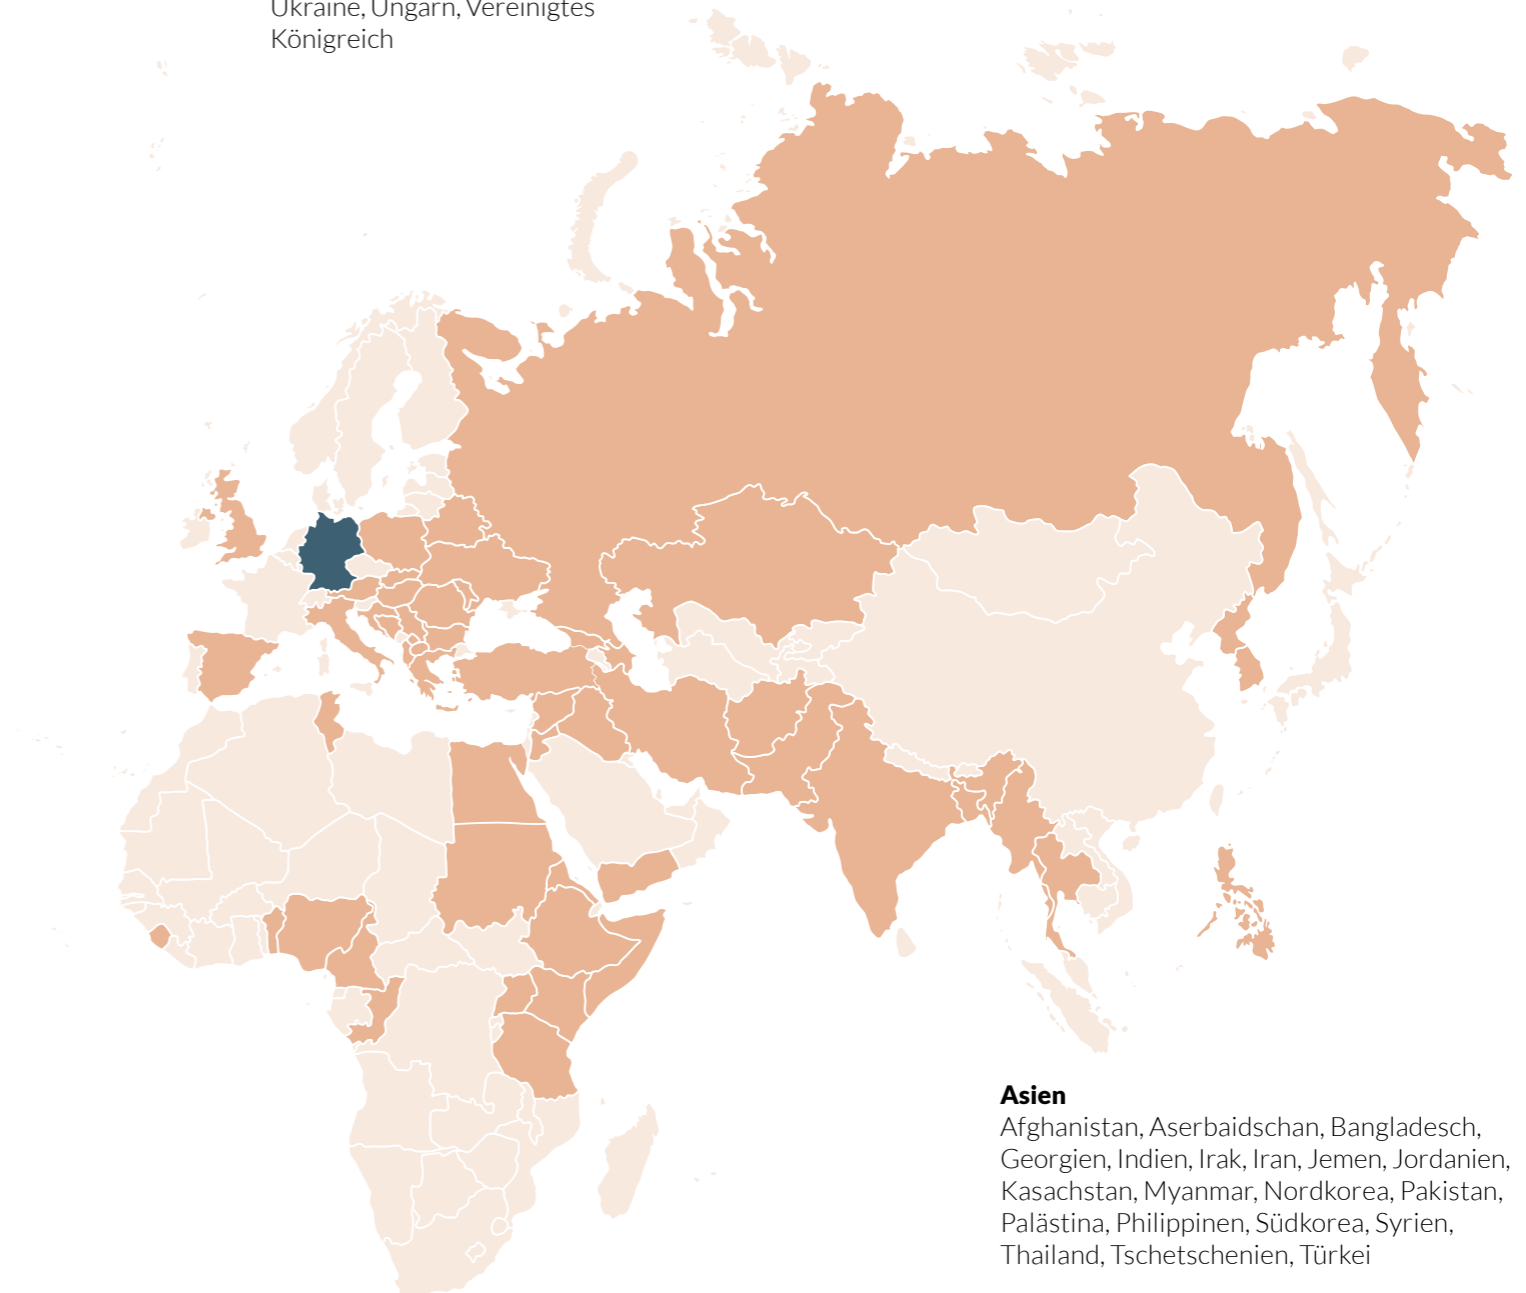 Ukraine, Ungarn, Vereinigtes
Königreich
Asien
Afghanistan, Aserbaidschan, Bangladesch,
Georgien, Indien, Irak, Iran, Jemen, Jordanien,
Kasachstan, Myanmar, Nordkorea, Pakistan,
Palästina, Philippinen, Südkorea, Syrien,
Thailand, Tschetschenien, Türkei